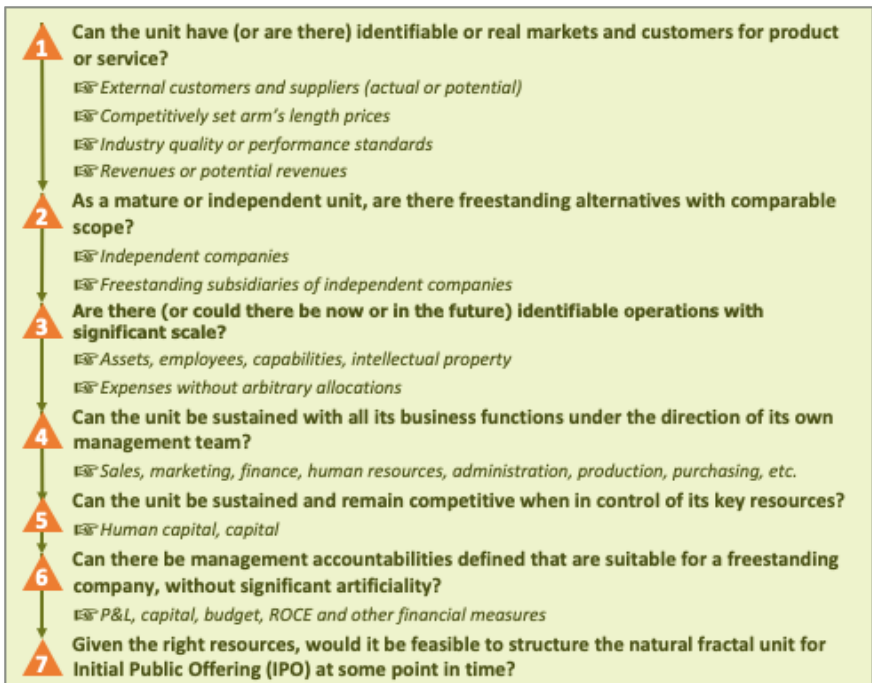 1 Can the unit have (or are there) identifiable or real markets and customers for product
or service?
☞External customers and suppliers (actual or potential)
☞Competitively set arm's length prices
☞Industry quality or performance standards
☞Revenues or potential revenues
2 As a mature or independent unit, are there freestanding alternatives with comparable
scope?
☞Independent companies
☞Freestanding subsidiaries of independent companies
3 Are there (or could there be now or in the future) identifiable operations with
significant scale?
☞Assets, employees, capabilities, intellectual property
☞Expenses without arbitrary allocations
4 Can the unit be sustained with all its business functions under the direction of its own
management team?
☞Sales, marketing, finance, human resources, administration, production, purchasing, etc.
5 Can the unit be sustained and remain competitive when in control of its key resources?
☞Human capital, capital
6 Can there be management accountabilities defined that are suitable for a freestanding
company, without significant artificiality?
☞P&L, capital, budget, ROCE and other financial measures
7 Given the right resources, would it be feasible to structure the natural fractal unit for
Initial Public Offering (IPO) at some point in time?